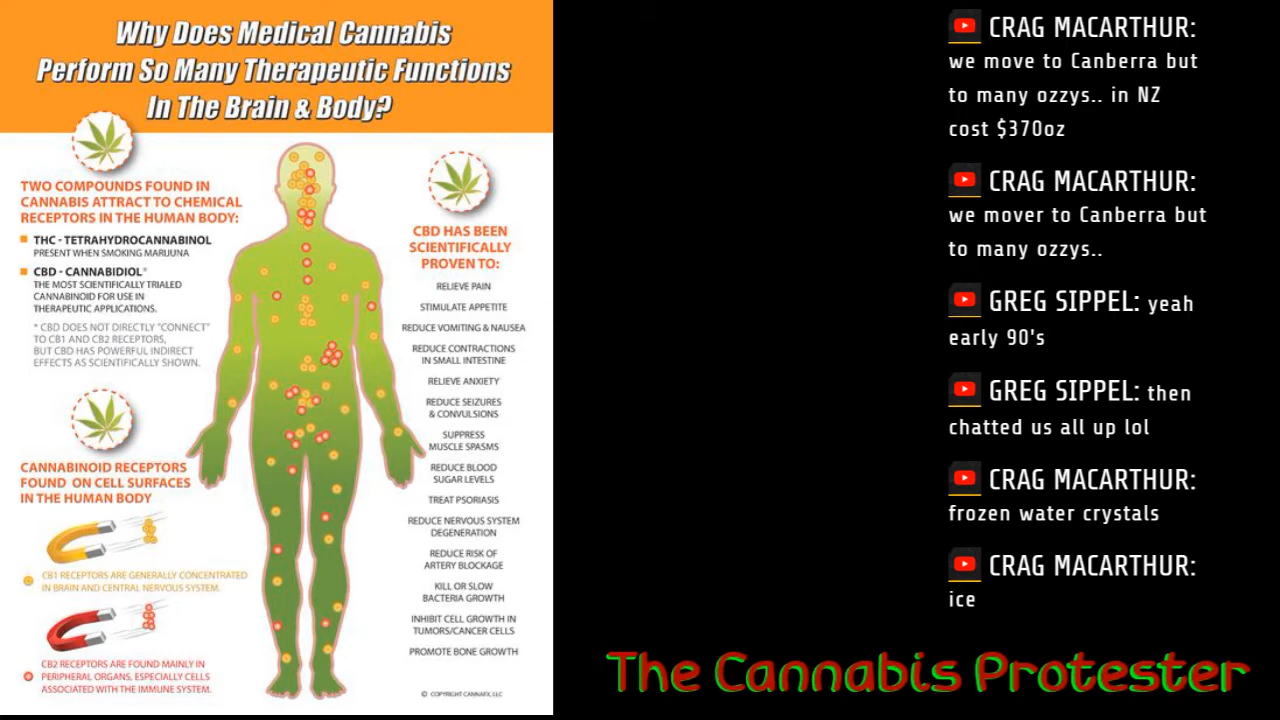 Why Does Medical Cannabis
Perform So Many Therapeutic Functions
In The Brain & Body?
TWO COMPOUNDS FOUND IN
CANNABIS ATTRACT TO CHEMICAL
RECEPTORS IN THE HUMAN BODY:
THC - TETRAHYDROCANNABINOL
PRESENT WHEN SMOKING MARIJUNA
CBD - CANNABIDIOL*
THE MOST SCIENTIFICALLY TRIALED
CANNABINOID FOR USE IN
THERAPEUTIC APPLICATIONS.
* CBD DOES NOT DIRECTLY "CONNECT"
TO CB1 AND CB2 RECEPTORS,
BUT CBD HAS POWERFUL INDIRECT
EFFECTS AS SCIENTIFICALLY SHOWN.
CANNABINOID RECEPTORS
FOUND ON CELL SURFACES
IN THE HUMAN BODY
CB1 RECEPTORS ARE GENERALLY CONCENTRATED
IN BRAIN AND CENTRAL NERVOUS SYSTEM.
CB2 RECEPTORS ARE FOUND MAINLY IN
PERIPHERAL ORGANS, ESPECIALLY CELLS
ASSOCIATED WITH THE IMMUNE SYSTEM.
CBD HAS BEEN
SCIENTIFICALLY
PROVEN TO:
RELIEVE PAIN
STIMULATE APPETITE
REDUCE VOMITING & NAUSEA
REDUCE CONTRACTIONS
IN SMALL INTESTINE
RELIEVE ANXIETY
REDUCE SEIZURES
& CONVULSIONS
SUPPRESS
MUSCLE SPASMS
REDUCE BLOOD
SUGAR LEVELS
TREAT PSORIASIS
REDUCE NERVOUS SYSTEM
DEGENERATION
REDUCE RISK OF
ARTERY BLOCKAGE
KILL OR SLOW
BACTERIA GROWTH
INHIBIT CELL GROWTH IN
TUMORS/CANCER CELLS
PROMOTE BONE GROWTH
© COPYRIGHT CANNAFX, LLC
CRAG MACARTHUR:
we move to Canberra but
to many ozzys.. in NZ
cost $370oz
CRAG MACARTHUR:
we mover to Canberra but
to many ozzys..
GREG SIPPEL: yeah
early 90's
GREG SIPPEL: then
chatted us all up lol
CRAG MACARTHUR:
frozen water crystals
CRAG MACARTHUR:
ice
The Cannabis Protester